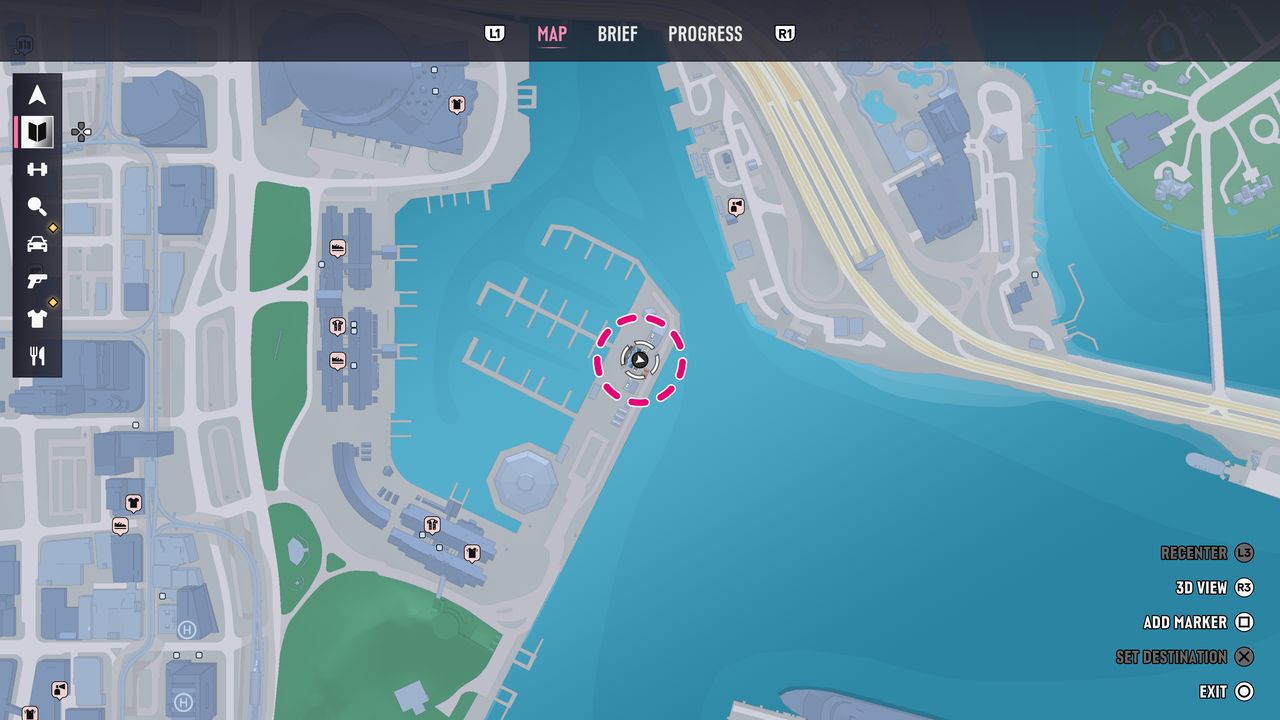 L1 MAP BRIEF PROGRESS R1
RECENTER L3
3D VIEW R3
ADD MARKER
SET DESTINATION
EXIT
H
H